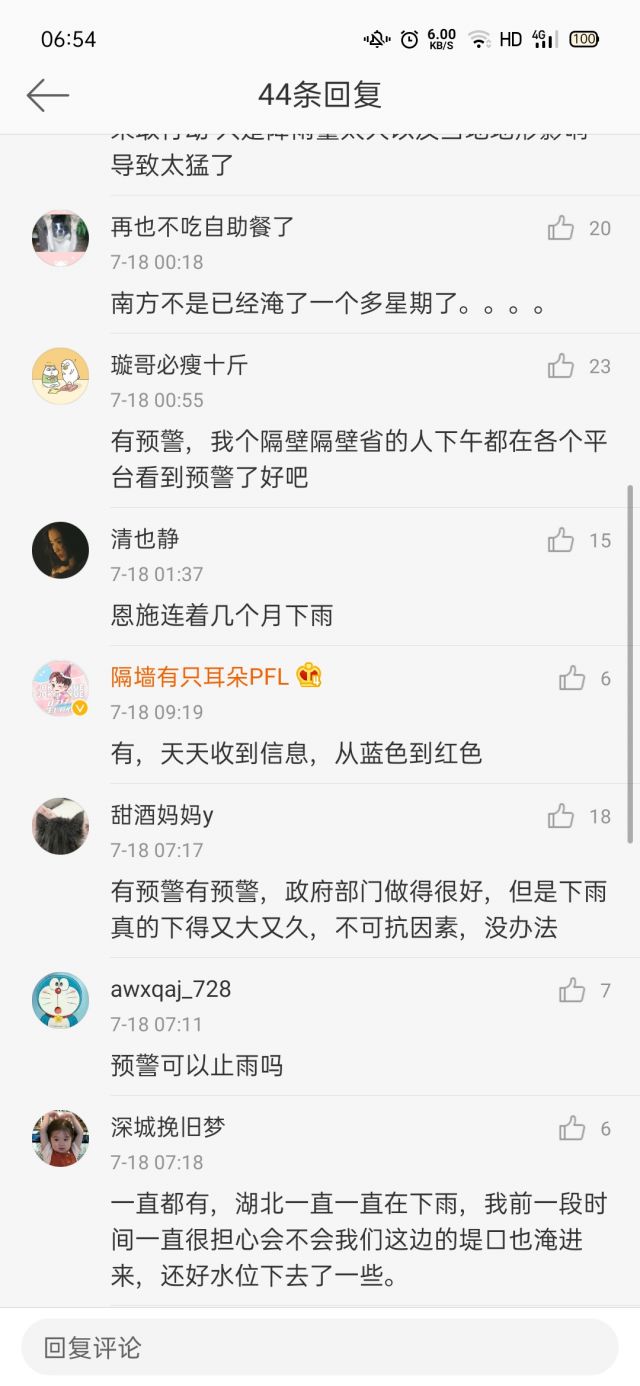 06:54
6.00
KB/S
HD
4G
100
44条回复
导致太猛了
再也不吃自助餐了
20
7-18 00:18
南方不是已经淹了一个多星期了。。。。
璇哥必瘦十斤
23
7-18 00:55
有预警，我个隔壁隔壁省的人下午都在各个平
台看到预警了好吧
清也静
15
7-18 01:37
恩施连着几个月下雨
隔墙有只耳朵PFL
6
7-18 09:19
有，天天收到信息，从蓝色到红色
甜酒妈妈y
18
7-18 07:17
有预警有预警，政府部门做得很好，但是下雨
真的下得又大又久，不可抗因素，没办法
awxqaj_728
7
7-18 07:11
预警可以止雨吗
深城挽旧梦
6
7-18 07:18
一直都有，湖北一直一直在下雨，我前一段时
间一直很担心会不会我们这边的堤口也淹进
来，还好水位下去了一些。
回复评论